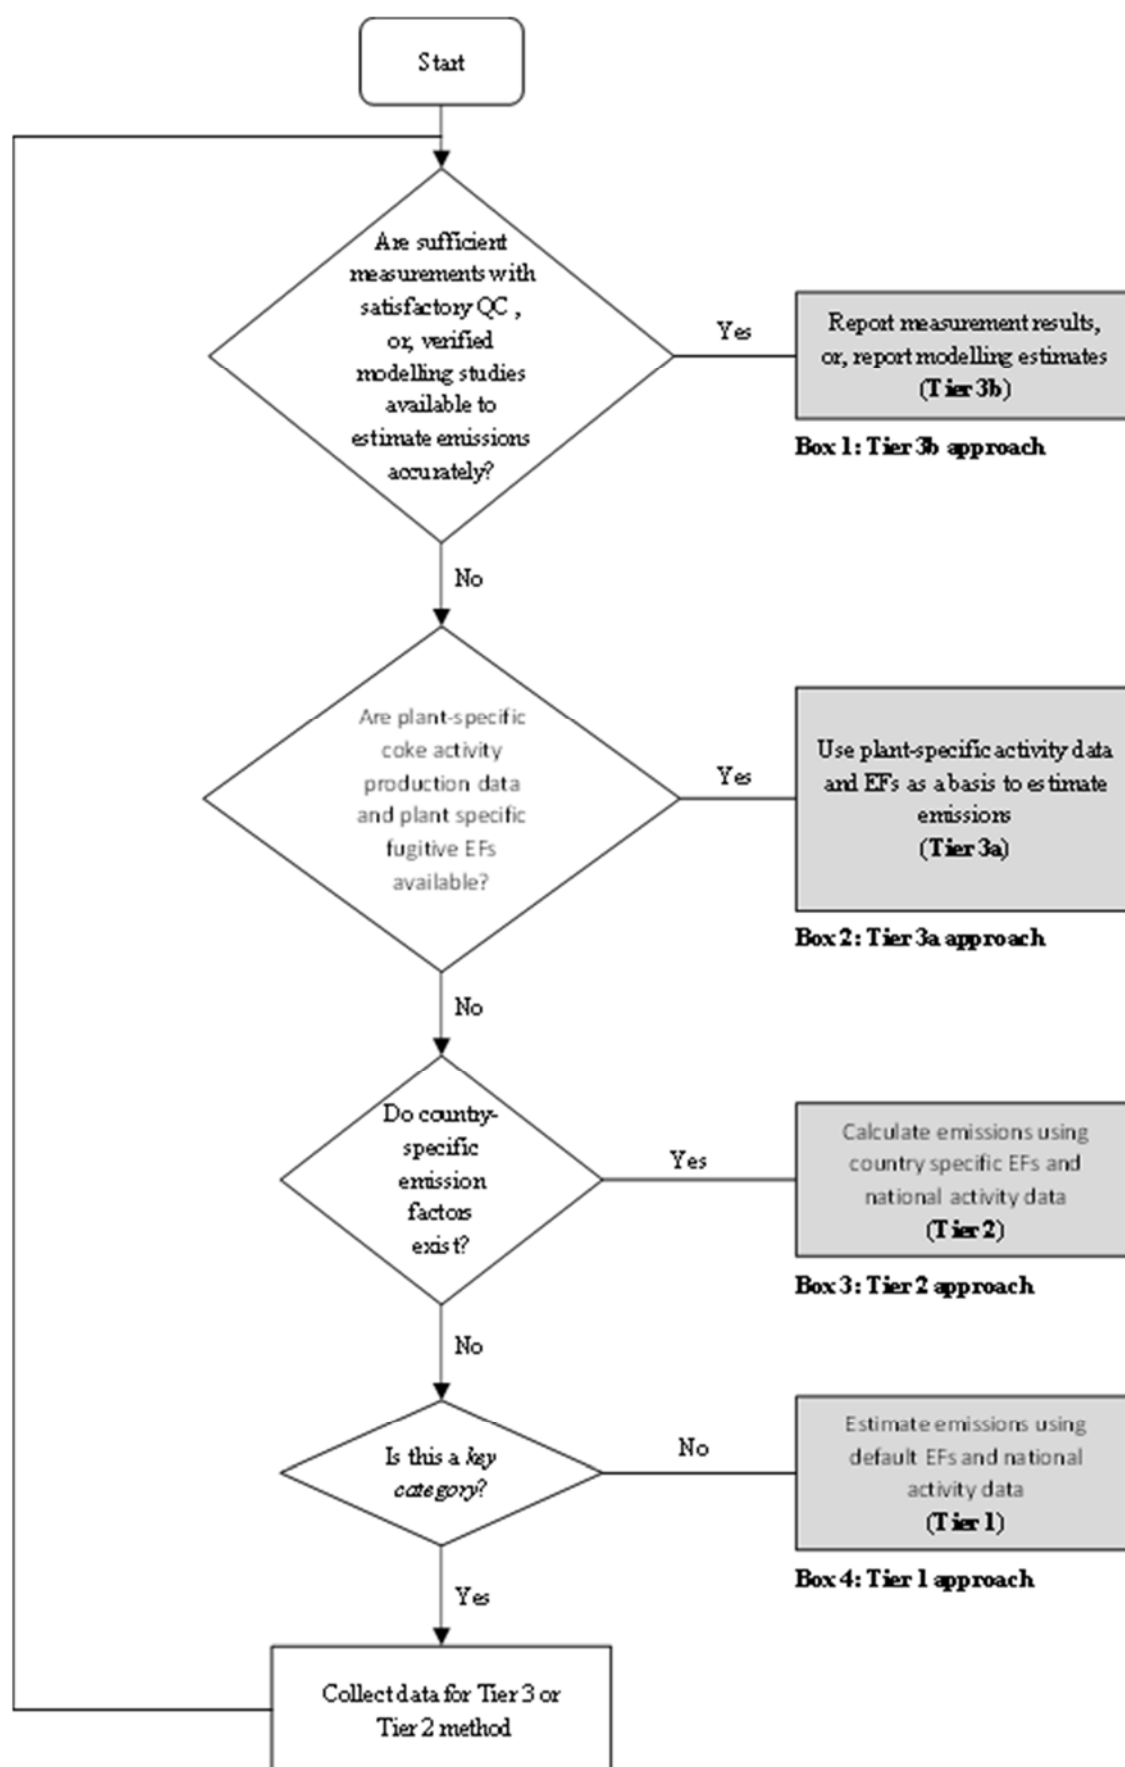 Start
Are sufficient
measurements with
satisfactory QC ,
or, verified
modelling studies
available to
estimate emissions
accurately?
Yes
Report measurement results,
or, report modelling estimates
(Tier 3b)
Box 1: Tier 3b approach
No
Are plant-specific
coke activity
production data
and plant specific
fugitive EFs
available?
Yes
Use plant-specific activity data
and EFs as a basis to estimate
emissions
(Tier 3a)
Box 2: Tier 3a approach
No
Do country-
specific
emission
factors
exist?
Yes
Calculate emissions using
country specific EFs and
national activity data
(Tier 2)
Box 3: Tier 2 approach
No
Is this a key
category?
No
Estimate emissions using
default EFs and national
activity data
(Tier 1)
Box 4: Tier 1 approach
Yes
Collect data for Tier 3 or
Tier 2 method